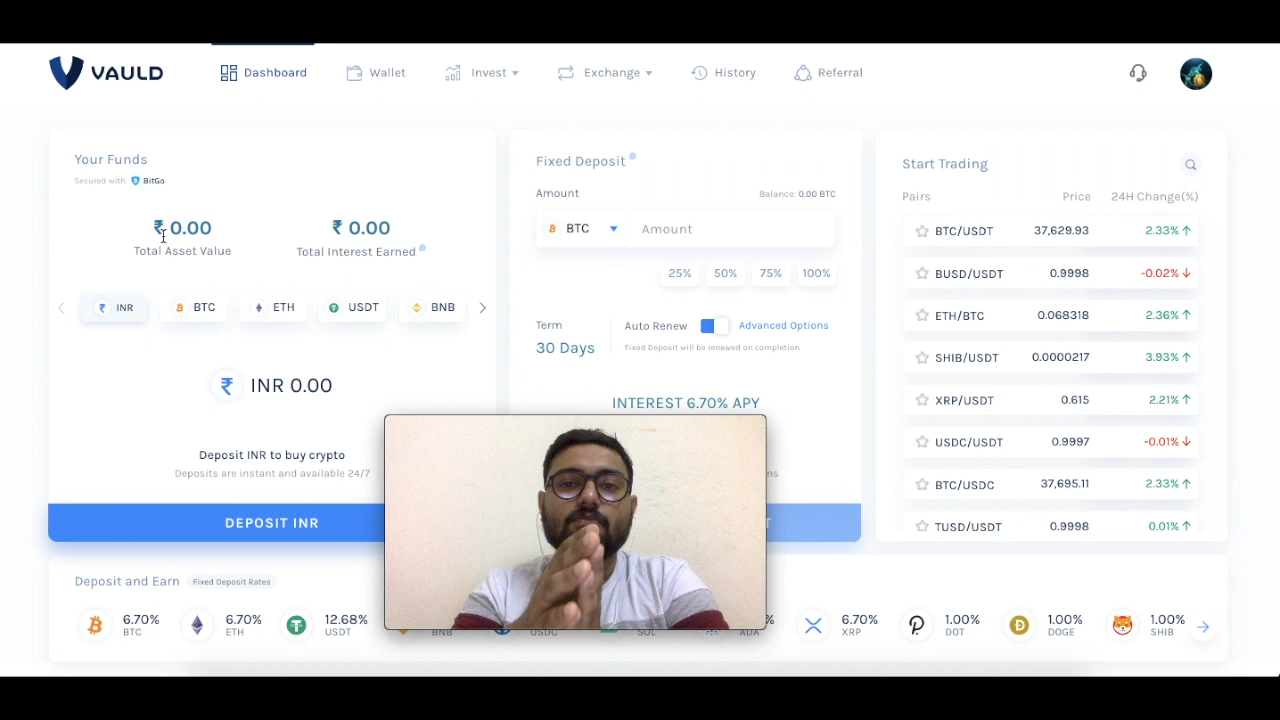 VAULD
Dashboard
Wallet
Invest
Exchange
History
Referral
Your Funds
Secured with BitGo
₹ 0.00
Total Asset Value
₹ 0.00
Total Interest Earned
INR
BTC
ETH
USDT
BNB
₹ INR 0.00
Deposit INR to buy crypto
Deposits are instant and available 24/7
DEPOSIT INR
Fixed Deposit
Amount
Balance: 0.00 BTC
BTC
Amount
25% 50% 75% 100%
Term
30 Days
Auto Renew
Advanced Options
Fixed Deposit will be renewed on completion
INTEREST 6.70% APY
Start Trading
Pairs Price 24H Change(%)
BTC/USDT 37,629.93 2.33% ↑
BUSD/USDT 0.9998 -0.02% ↓
ETH/BTC 0.068318 2.36% ↑
SHIB/USDT 0.0000217 3.93% ↑
XRP/USDT 0.615 2.21% ↑
USDC/USDT 0.9997 -0.01% ↓
BTC/USDC 37,695.11 2.33% ↑
TUSD/USDT 0.9998 0.01% ↑
Deposit and Earn Fixed Deposit Rates
6.70%
BTC
6.70%
ETH
12.68%
USDT
BNB
USDC
SOL
ADA
6.70%
XRP
1.00%
DOT
1.00%
DOGE
1.00%
SHIB